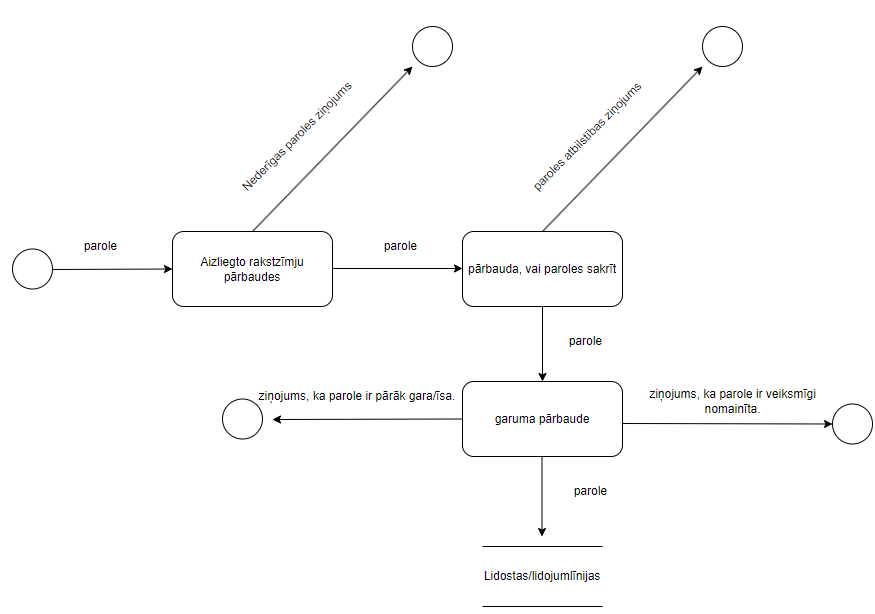 Nederīgas paroles ziņojums
paroles atbilstības ziņojums
parole
Aizliegto rakstzīmju
pārbaudes
parole
pārbauda, vai paroles sakrīt
parole
ziņojums, ka parole ir pārāk gara/īsa.
garuma pārbaude
ziņojums, ka parole ir veiksmīgi
nomainīta.
parole
Lidostas/lidojumlīnijas